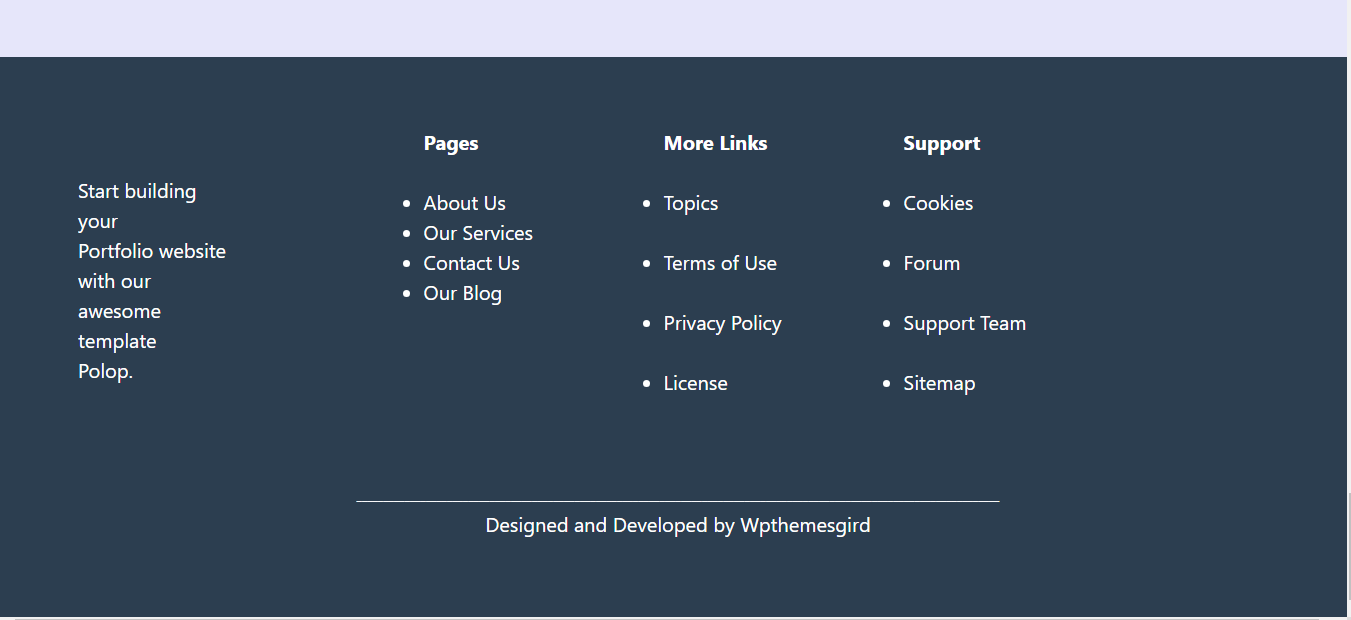 Start building
your
Portfolio website
with our
awesome
template
Polop.
Pages
About Us
Our Services
Contact Us
Our Blog
More Links
Topics
Terms of Use
Privacy Policy
License
Support
Cookies
Forum
Support Team
Sitemap
Designed and Developed by Wpthemesgird